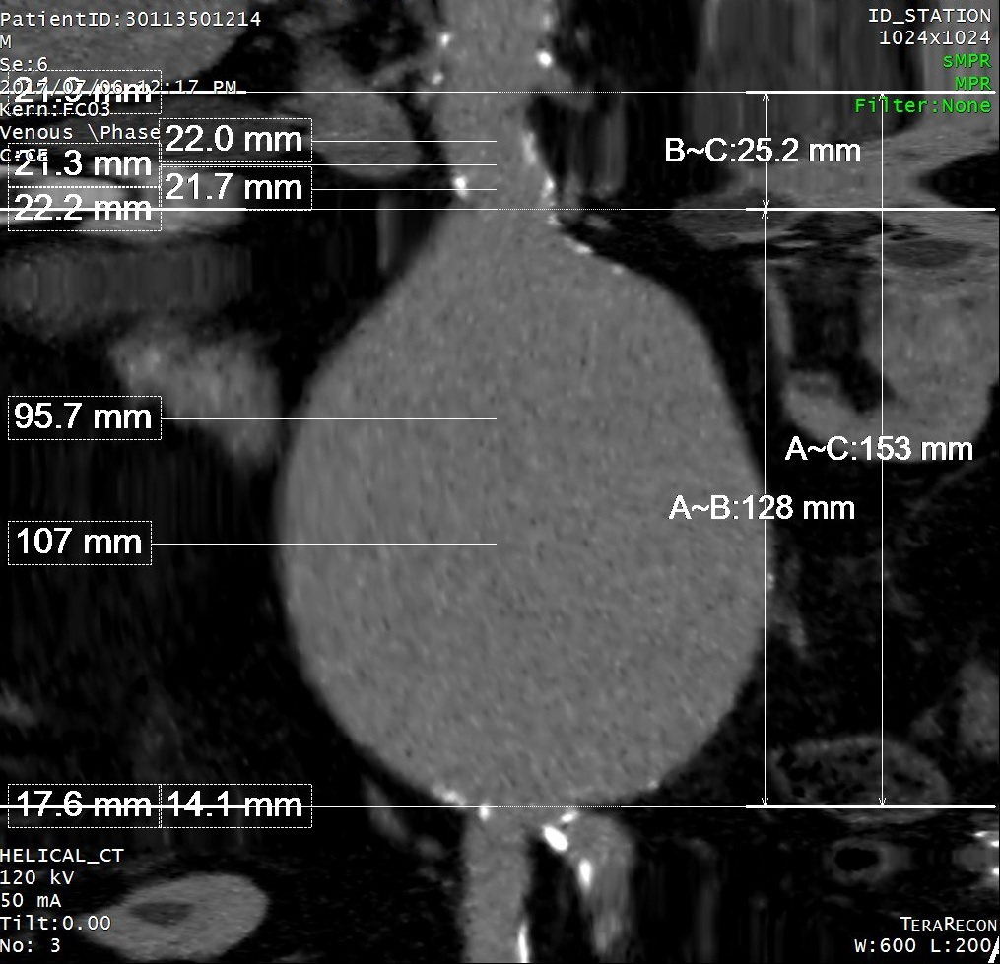 PatientID:30113501214
M
Se:6
2017/07/06 12:17 PM
Kern:FC03
Venous \Phase
C:CE
ID_STATION
1024x1024
sMPR
MPR
Filter:None
21.9 mm
22.0 mm
21.3 mm
21.7 mm
22.2 mm
B~C:25.2 mm
95.7 mm
A~C:153 mm
A~B:128 mm
107 mm
17.6 mm
14.1 mm
HELICAL_CT
120 kV
50 mA
Tilt:0.00
No: 3
TERARECON
W:600 L:200